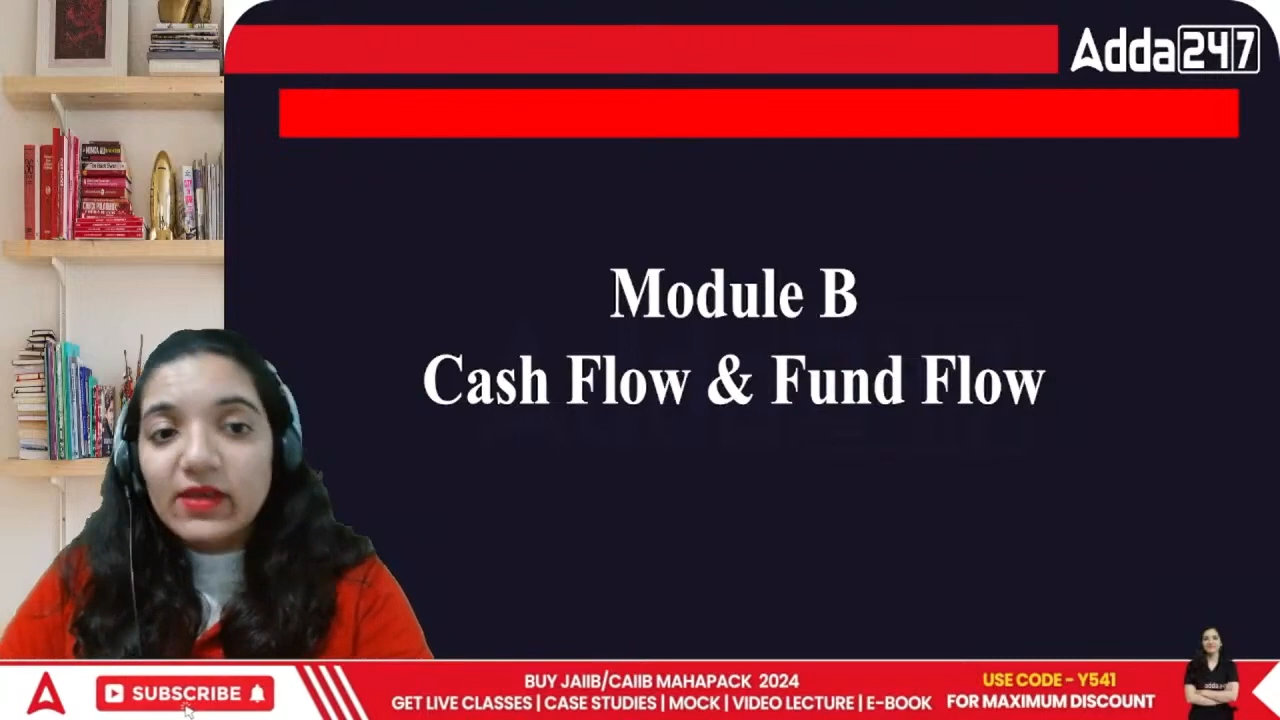 Adda247
Module B
Cash Flow & Fund Flow
SUBSCRIBE
BUY JAIIB/CAIIB MAHAPACK 2024
GET LIVE CLASSES | CASE STUDIES | MOCK | VIDEO LECTURE | E-BOOK
USE CODE - Y541
FOR MAXIMUM DISCOUNT